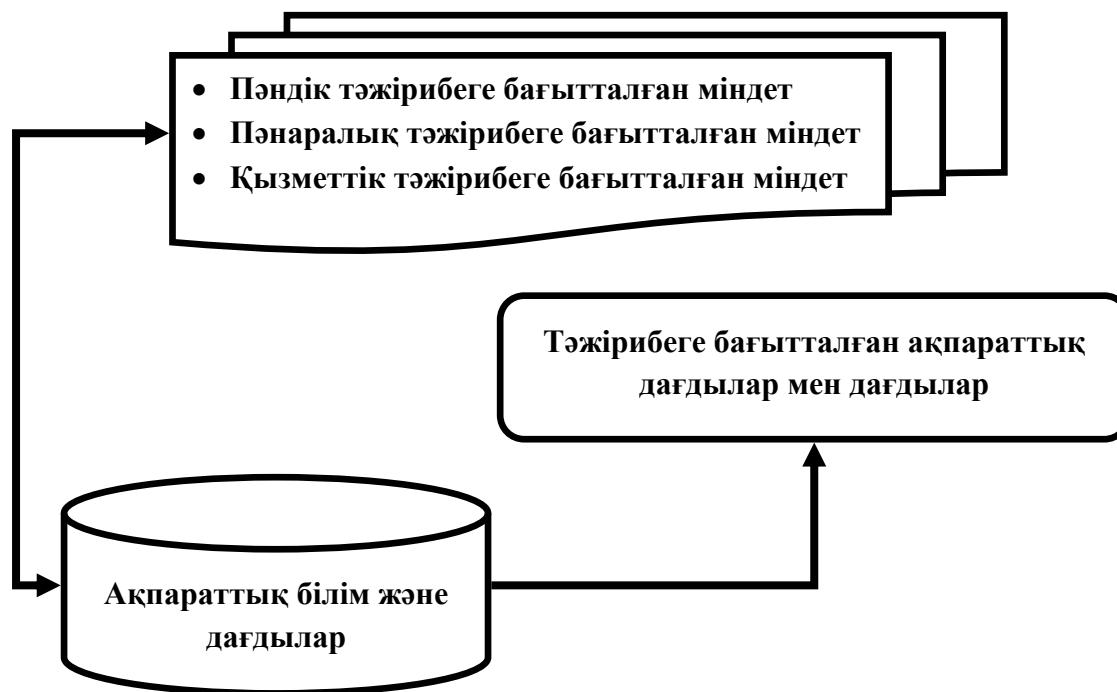 • Пәндік тәжірибеге бағытталған міндет
• Пәнаралық тәжірибеге бағытталған міндет
• Қызметтік тәжірибеге бағытталған міндет
Тәжірибеге бағытталған ақпараттық
дағдылар мен дағдылар
Ақпараттық білім және
дағдылар